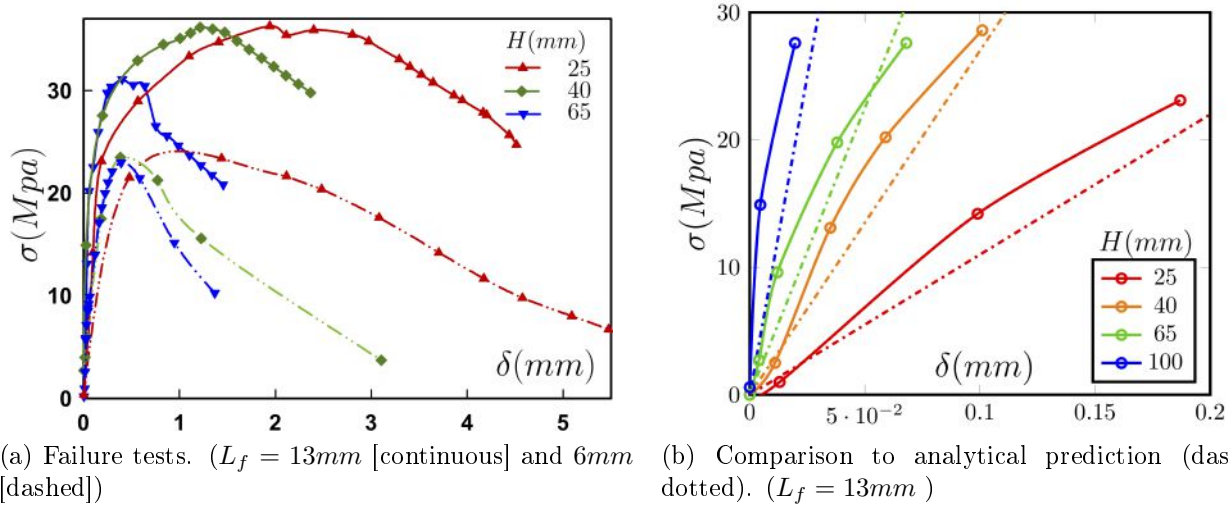 H(mm)
25
40
65
σ(Mpa)
30
20
10
0
0
1
2
3
4
5
δ(mm)
(a) Failure tests. (L_f = 13mm [continuous] and 6mm
[dashed])
30
20
10
0
σ(Mpa)
0
5 · 10^{-2}
0.1
0.15
0.2
δ(mm)
H(mm)
25
40
65
100
(b) Comparison to analytical prediction (das
dotted). (L_f = 13mm )